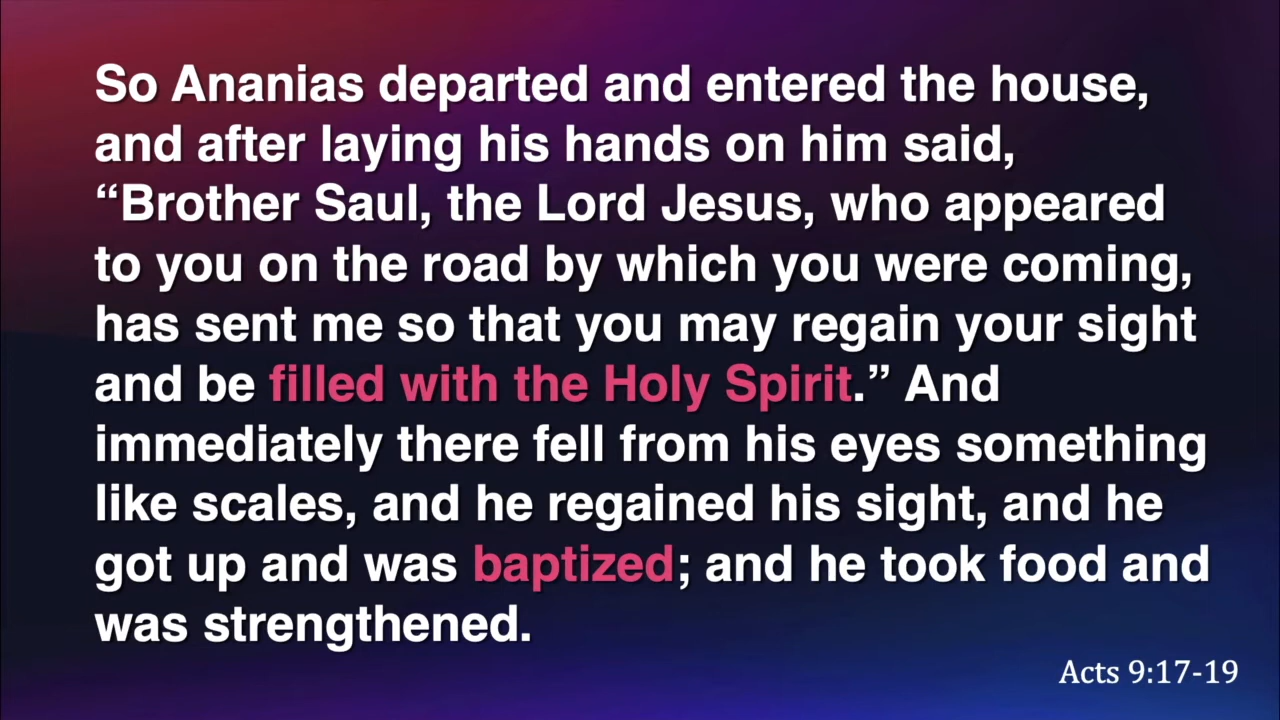 So Ananias departed and entered the house,
and after laying his hands on him said,
“Brother Saul, the Lord Jesus, who appeared
to you on the road by which you were coming,
has sent me so that you may regain your sight
and be filled with the Holy Spirit.” And
immediately there fell from his eyes something
like scales, and he regained his sight, and he
got up and was baptized; and he took food and
was strengthened.
Acts 9:17-19